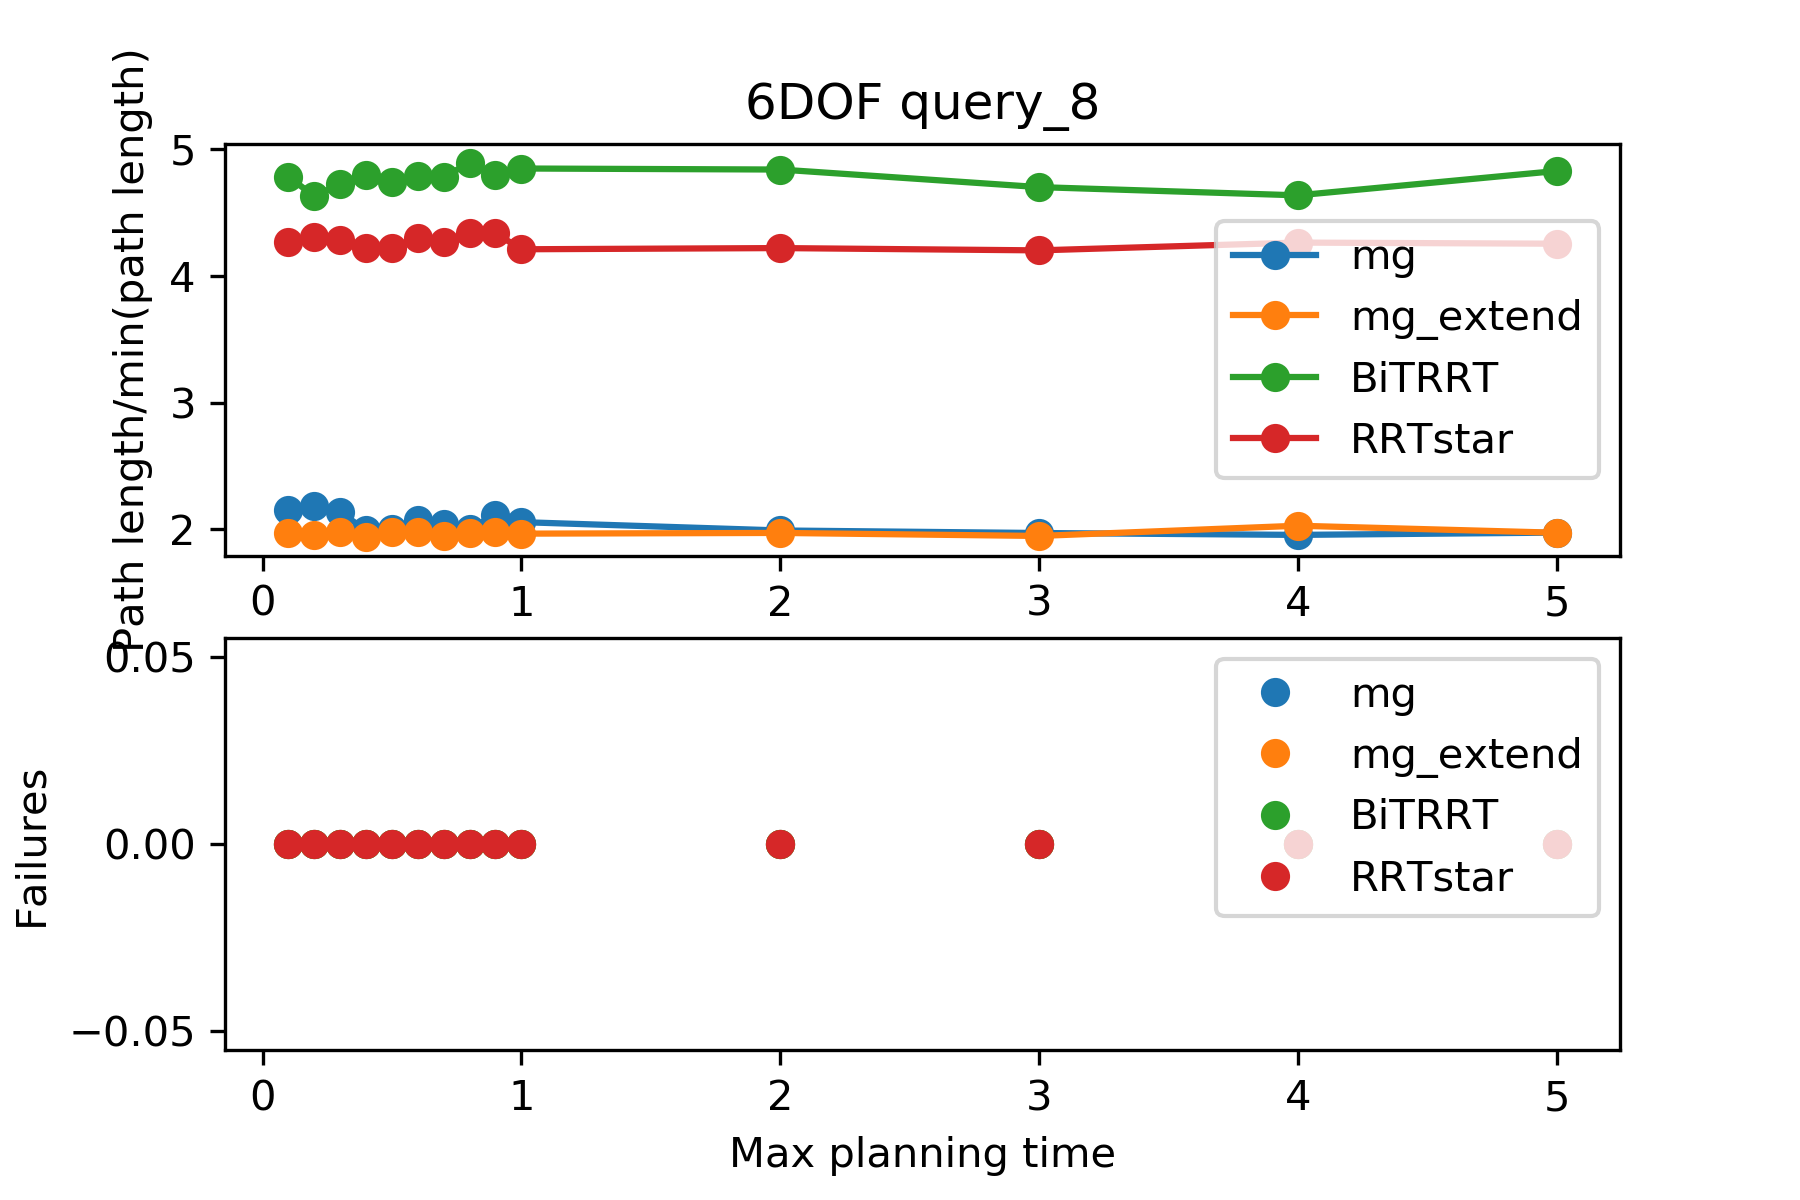 6DOF query_8
Path length/min(path length)
5
4
3
2
0 1 2 3 4 5
mg
mg_extend
BiTRRT
RRTstar
Failures
0.05
0.00
−0.05
mg
mg_extend
BiTRRT
RRTstar
0 1 2 3 4 5
Max planning time